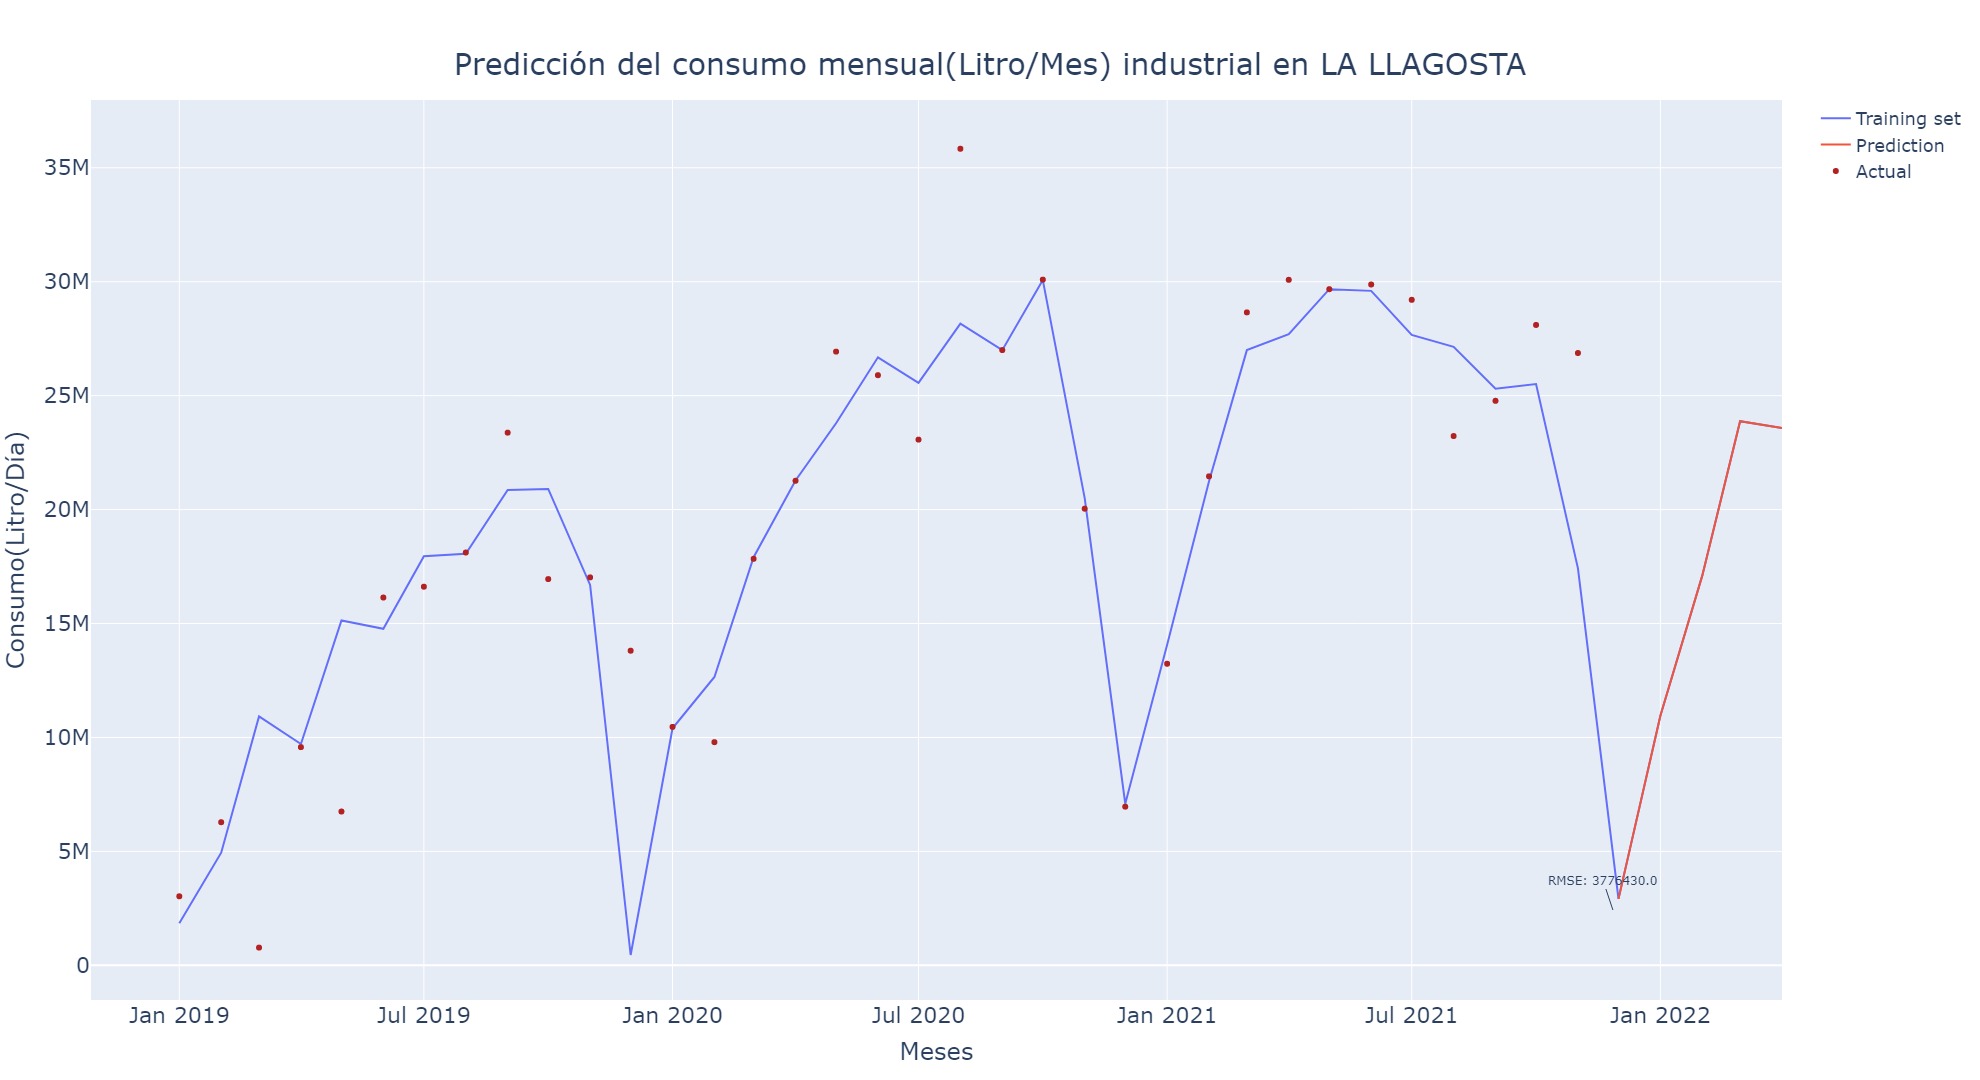 Predicción del consumo mensual(Litro/Mes) industrial en LA LLAGOSTA
Training set
Prediction
Actual
Consumo(Litro/Día)
35M
30M
25M
20M
15M
10M
5M
0
RMSE: 3776430.0
Jan 2019
Jul 2019
Jan 2020
Jul 2020
Jan 2021
Jul 2021
Jan 2022
Meses